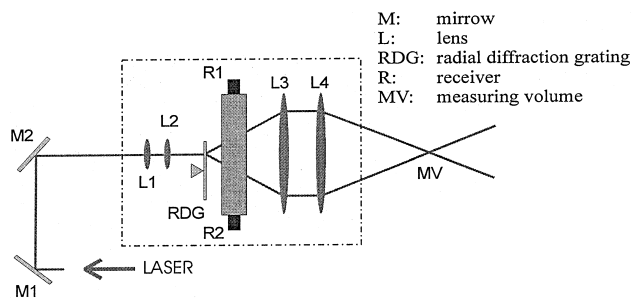 M: mirrow
L: lens
RDG: radial diffraction grating
R: receiver
MV: measuring volume
R1
L3
L4
M2
L2
L1
RDG
MV
R2
LASER
M1